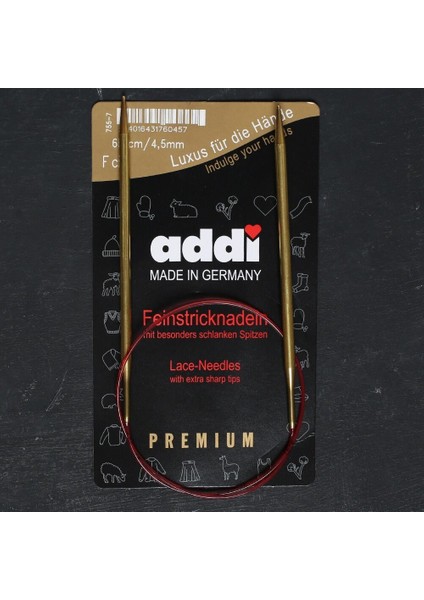 755-7
4016431760457
cm/4,5mm
Luxus für die Hände
Indulge your hands
addi
MADE IN GERMANY
Feinstricknadeln
mit besonders schlanken Spitzen
Lace-Needles
with extra sharp tips
PREMIUM